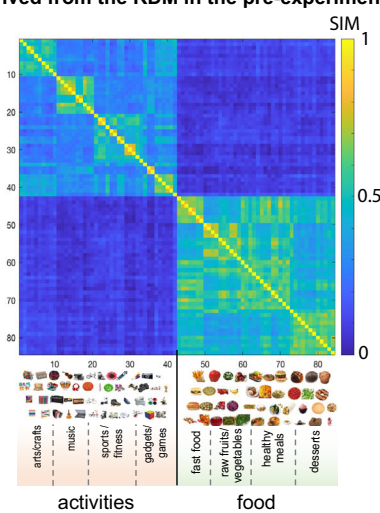 ived from the RDM in the pre-experimen
SIM
1
0.5
0
10
20
30
40
50
60
70
80
10 20 30 40 50 60 70 80
arts/crafts
music
sports/
fitness
gadgets/
games
fast food
raw fruits/
vegetables
healthy
meals
desserts
activities food